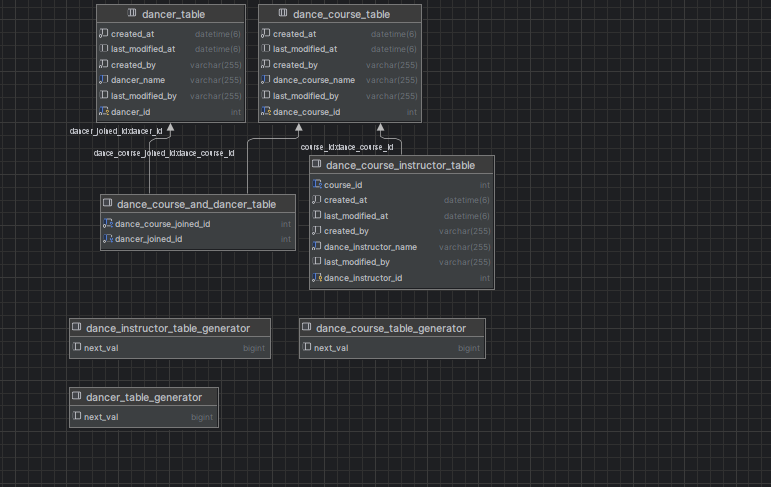 dancer_table
created_at datetime(6)
last_modified_at datetime(6)
created_by varchar(255)
dancer_name varchar(255)
last_modified_by varchar(255)
dancer_id int
dance_course_table
created_at datetime(6)
last_modified_at datetime(6)
created_by varchar(255)
dance_course_name varchar(255)
last_modified_by varchar(255)
dance_course_id int
dancer_joined_id:dancer_id
dance_course_joined_id:dance_course_id
course_id:dance_course_id
dance_course_instructor_table
course_id int
created_at datetime(6)
last_modified_at datetime(6)
created_by varchar(255)
dance_instructor_name varchar(255)
last_modified_by varchar(255)
dance_instructor_id int
dance_course_and_dancer_table
dance_course_joined_id int
dancer_joined_id int
dance_instructor_table_generator
next_val bigint
dance_course_table_generator
next_val bigint
dancer_table_generator
next_val bigint